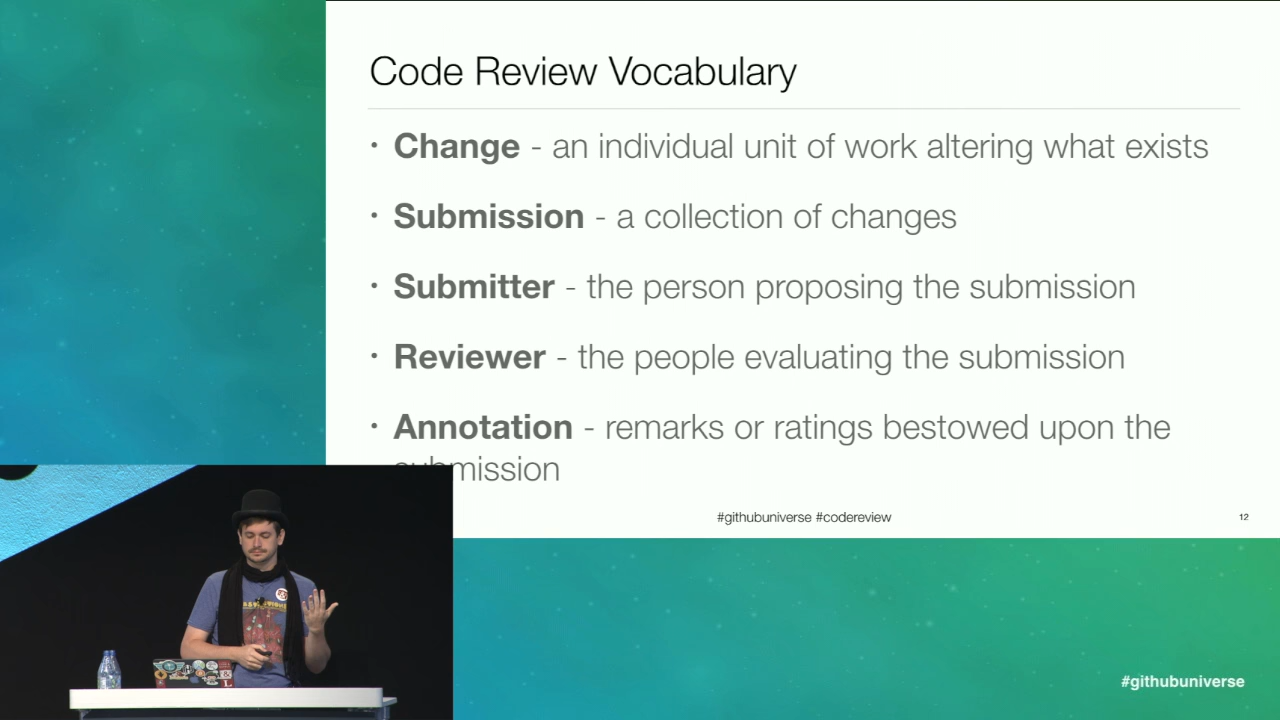 Code Review Vocabulary
• Change - an individual unit of work altering what exists
• Submission - a collection of changes
• Submitter - the person proposing the submission
• Reviewer - the people evaluating the submission
• Annotation - remarks or ratings bestowed upon the
submission
#githubuniverse #codereview
12
#githubuniverse